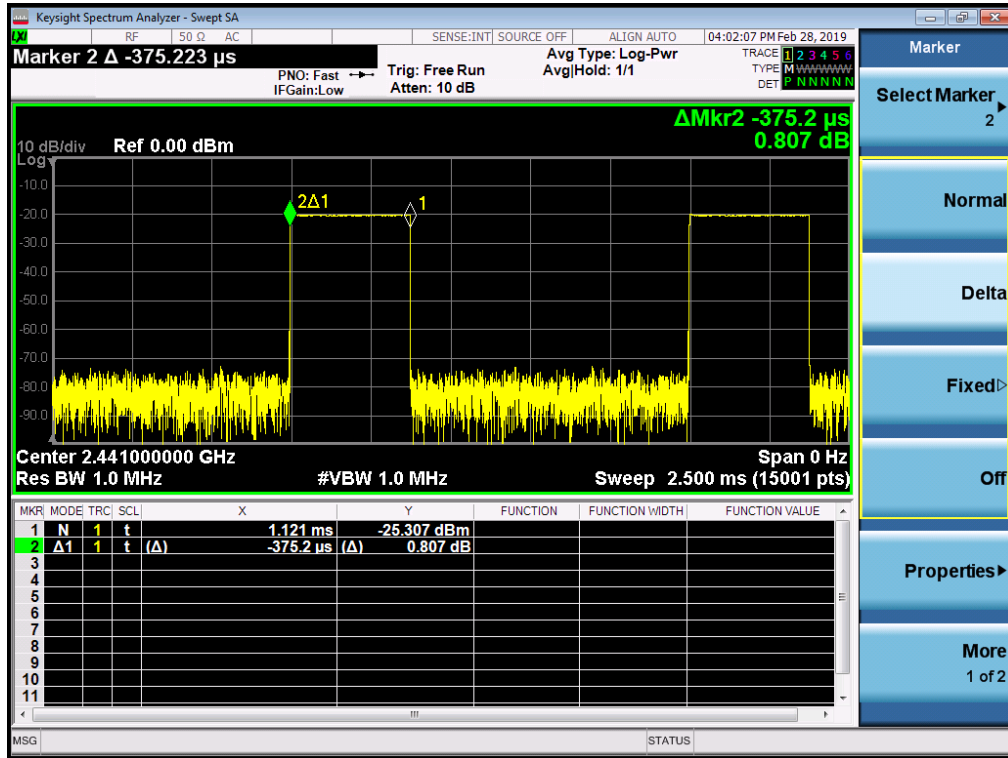 Keysight Spectrum Analyzer - Swept SA
LXI RF 50 Ω AC SENSE:INT SOURCE OFF ALIGN AUTO 04:02:07 PM Feb 28, 2019
Marker 2 Δ -375.223 µs
PNO: Fast
IFGain:Low
Trig: Free Run
Atten: 10 dB
Avg Type: Log-Pwr
Avg|Hold: 1/1
TRACE 1 2 3 4 5 6
TYPE M WWWWW
DET P N N N N N
ΔMkr2 -375.2 µs
0.807 dB
10 dB/div Ref 0.00 dBm
Log
-10.0
-20.0
-30.0
-40.0
-50.0
-60.0
-70.0
-80.0
-90.0
2Δ1
1
Center 2.441000000 GHz Span 0 Hz
Res BW 1.0 MHz #VBW 1.0 MHz Sweep 2.500 ms (15001 pts)
MKR MODE TRC SCL X Y FUNCTION FUNCTION WIDTH FUNCTION VALUE
1 N 1 t 1.121 ms -25.307 dBm
2 Δ1 1 t (Δ) -375.2 µs (Δ) 0.807 dB
3
4
5
6
7
8
9
10
11
MSG STATUS
Marker
Select Marker
2
Normal
Delta
Fixed
Off
Properties
More
1 of 2